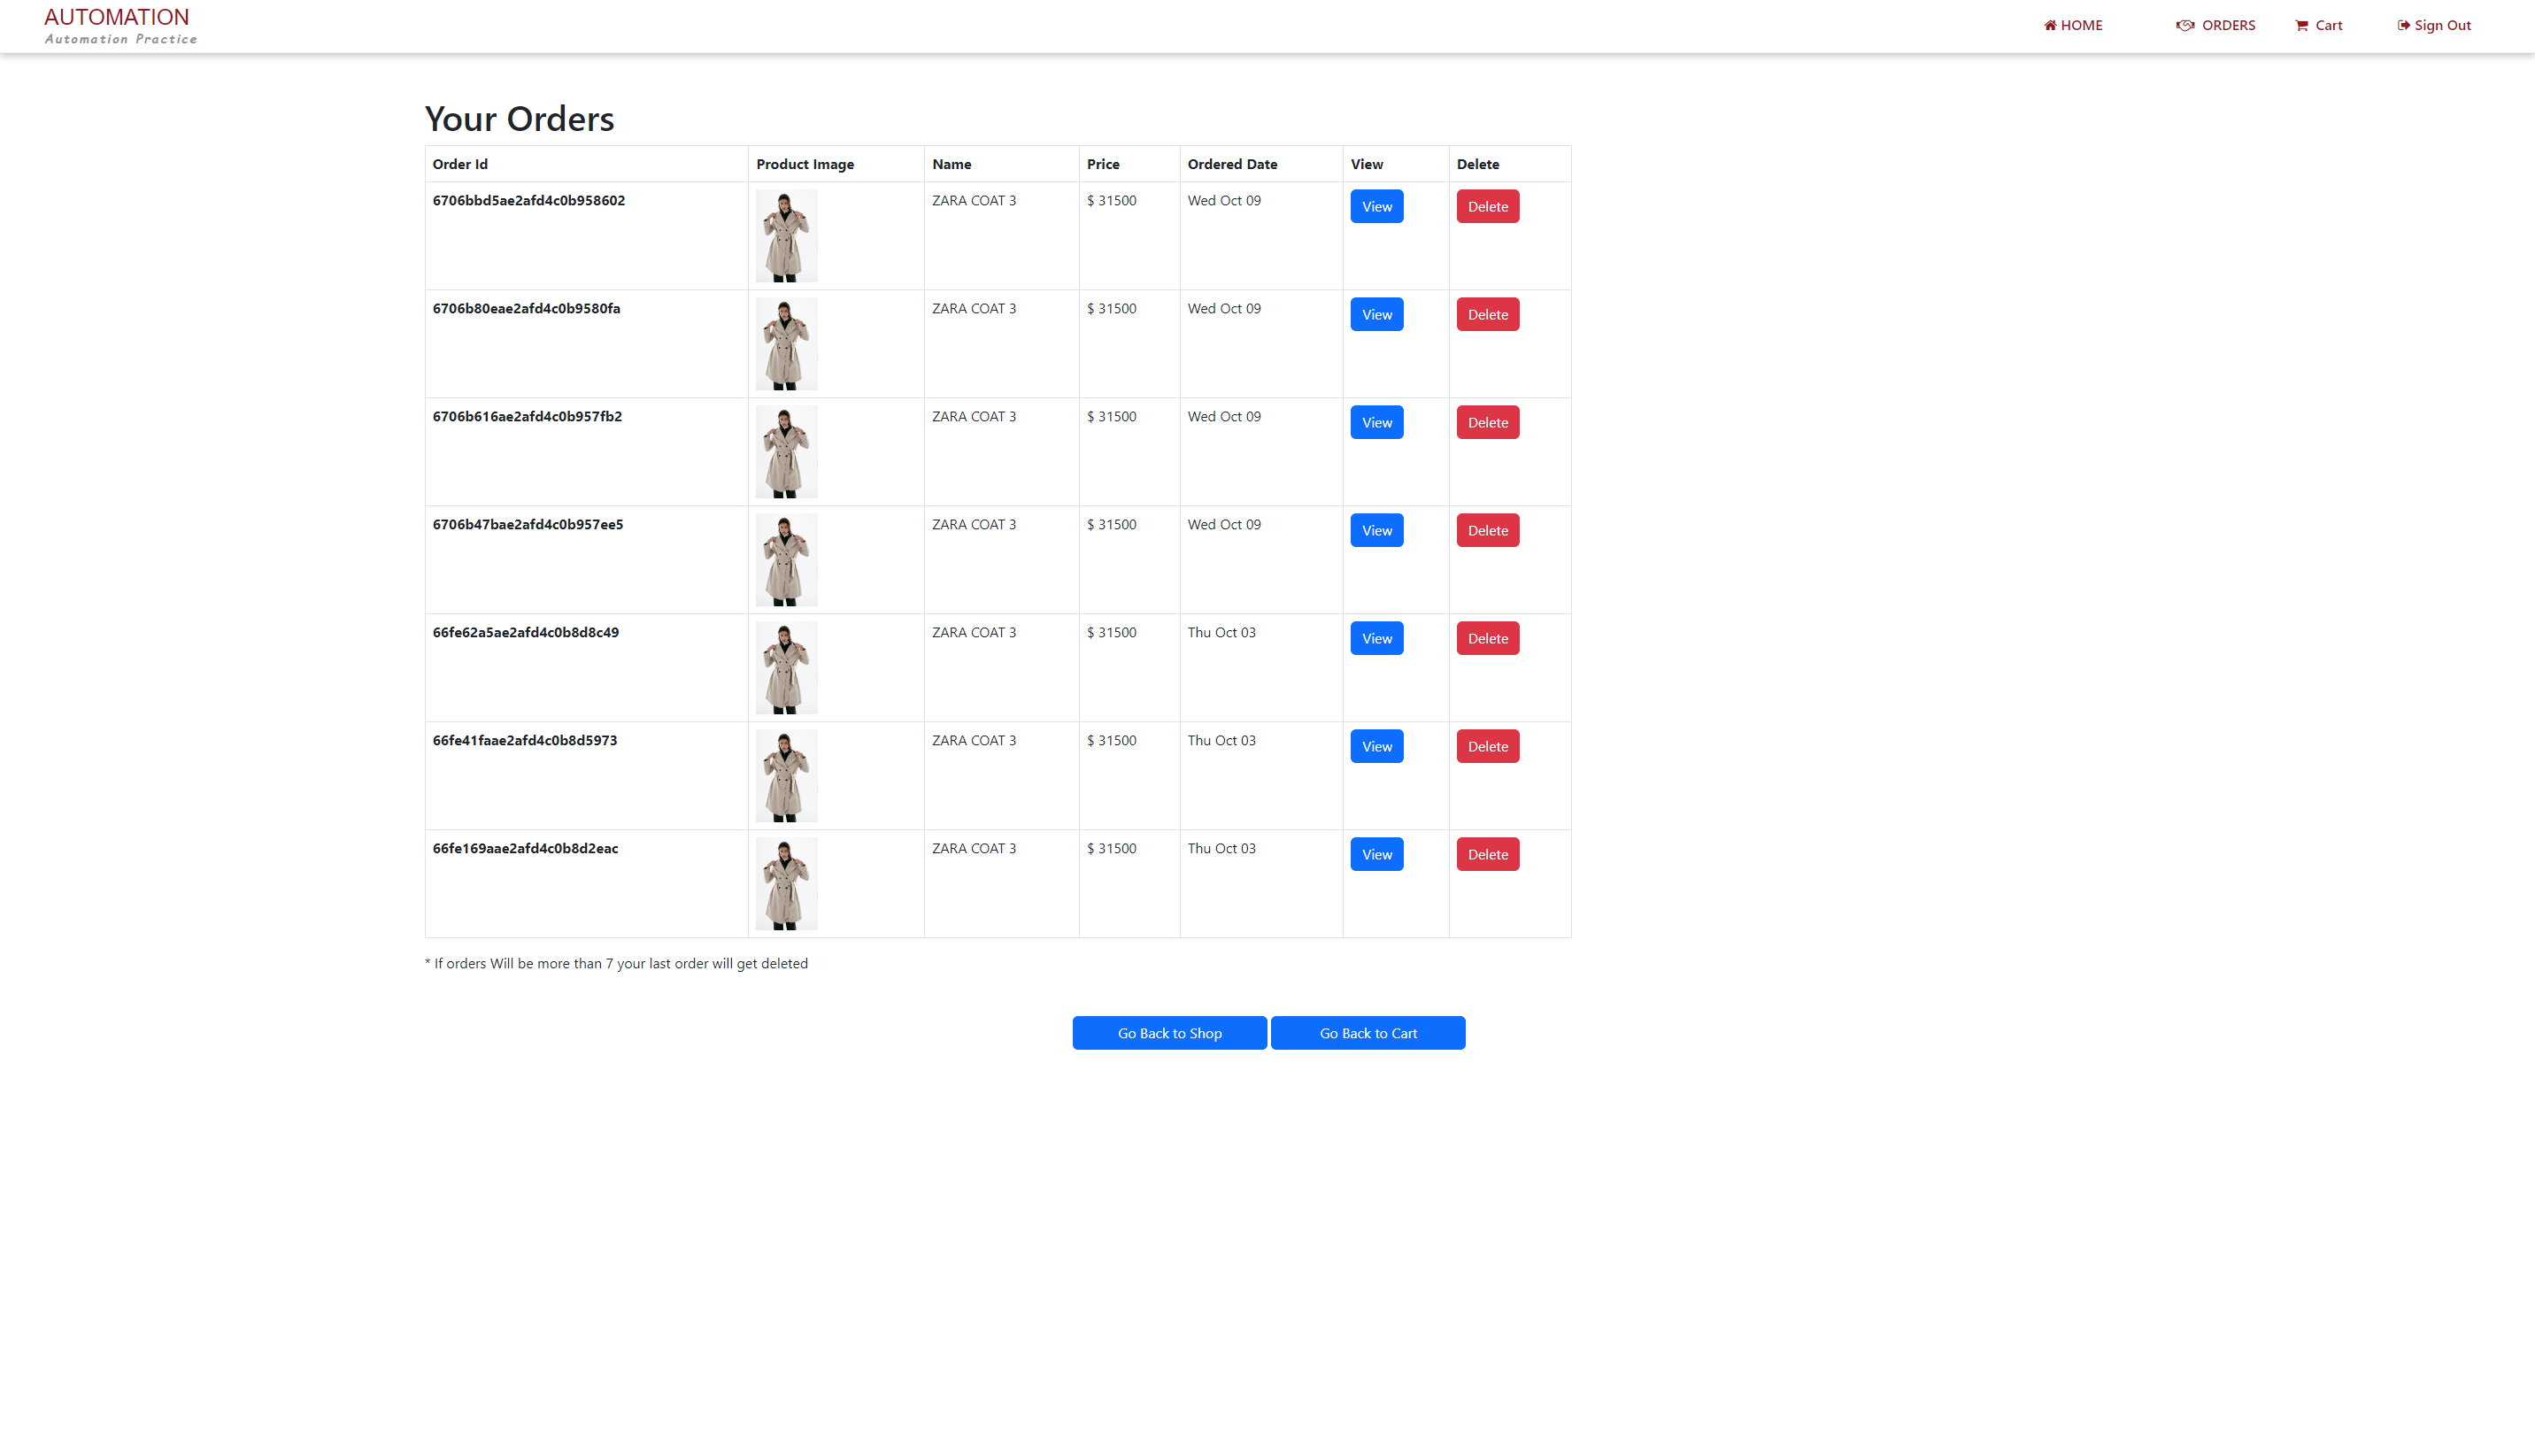 AUTOMATION
Automation Practice
HOME ORDERS Cart Sign Out
Your Orders
Order Id Product Image Name Price Ordered Date View Delete
6706bbd5ae2afd4c0b958602 ZARA COAT 3 $ 31500 Wed Oct 09 View Delete
6706b80eae2afd4c0b9580fa ZARA COAT 3 $ 31500 Wed Oct 09 View Delete
6706b616ae2afd4c0b957fb2 ZARA COAT 3 $ 31500 Wed Oct 09 View Delete
6706b47bae2afd4c0b957ee5 ZARA COAT 3 $ 31500 Wed Oct 09 View Delete
66fe62a5ae2afd4c0b8d8c49 ZARA COAT 3 $ 31500 Thu Oct 03 View Delete
66fe41faae2afd4c0b8d5973 ZARA COAT 3 $ 31500 Thu Oct 03 View Delete
66fe169aae2afd4c0b8d2eac ZARA COAT 3 $ 31500 Thu Oct 03 View Delete
* If orders Will be more than 7 your last order will get deleted
Go Back to Shop Go Back to Cart